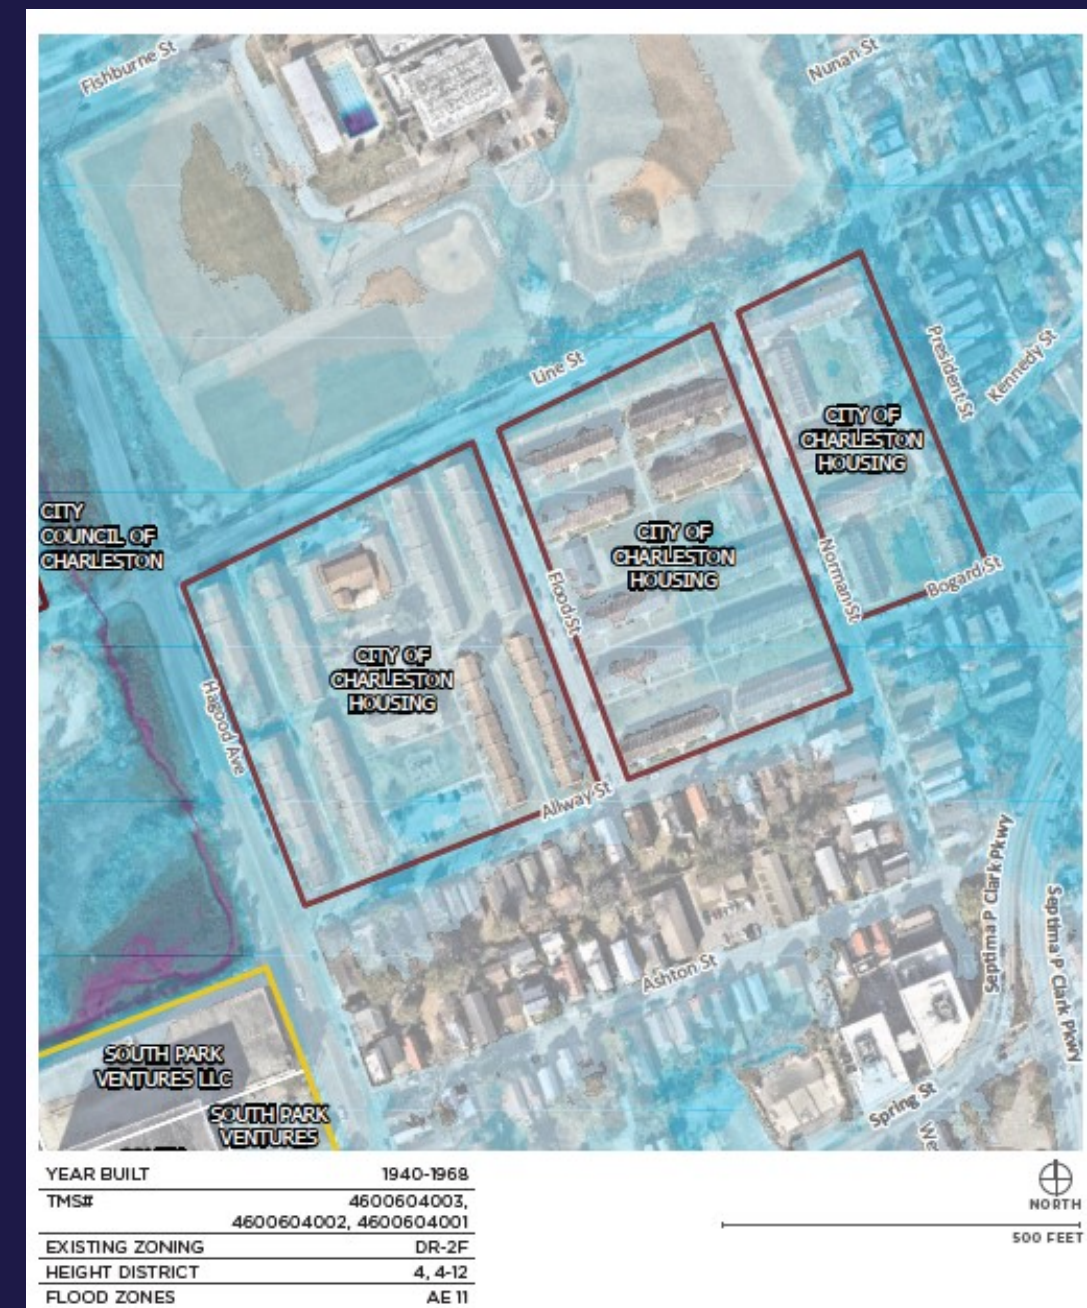 Fishburne St
Nunan St
Line St
President St
Kennedy St
CITY OF
CHARLESTON
HOUSING
CITY
COUNCIL OF
CHARLESTON
CITY OF
CHARLESTON
HOUSING
Flood St
Norman St
Bogard St
CITY OF
CHARLESTON
HOUSING
Hagood Ave
Allway St
Septima P Clark Pkwy
Septima P Clark Pkwy
Ashton St
SOUTH PARK
VENTURES LLC
SOUTH PARK
VENTURES
Spring St
YEAR BUILT 1940-1968
TMS# 4600604003,
4600604002, 4600604001
EXISTING ZONING DR-2F
HEIGHT DISTRICT 4, 4-12
FLOOD ZONES AE 11
NORTH
500 FEET